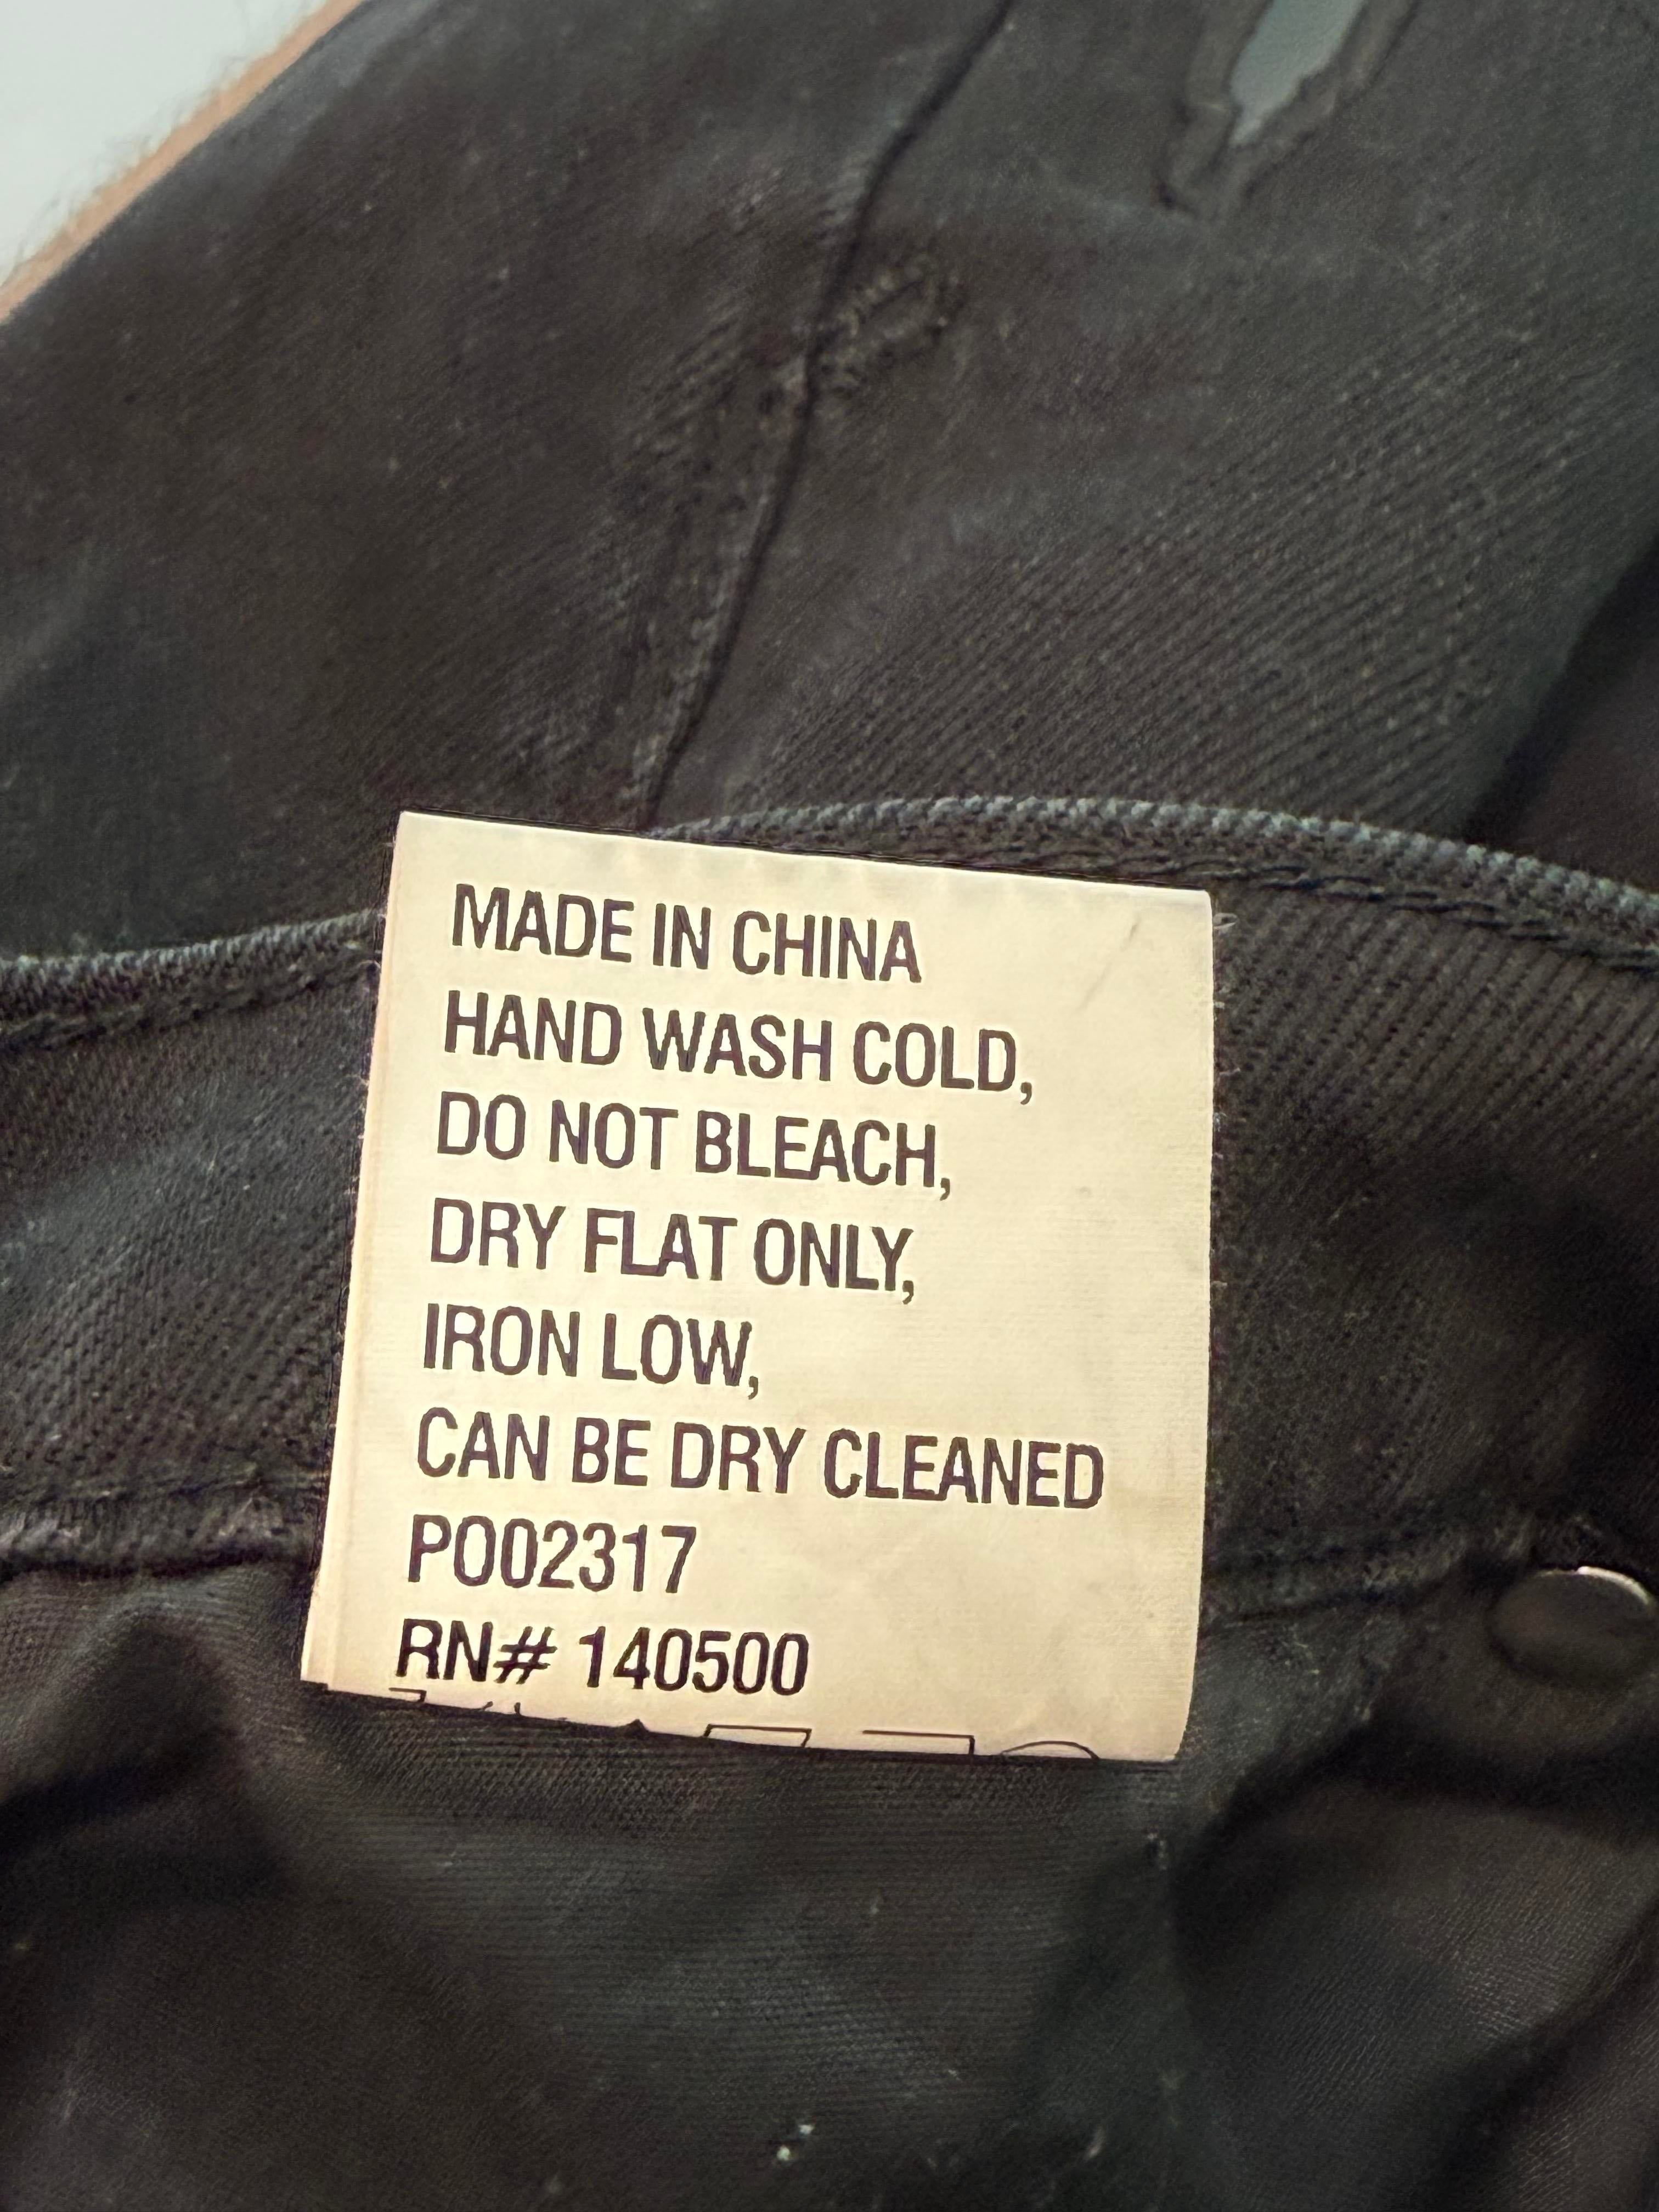 MADE IN CHINA
HAND WASH COLD,
DO NOT BLEACH,
DRY FLAT ONLY,
IRON LOW,
CAN BE DRY CLEANED
PO02317
RN# 140500